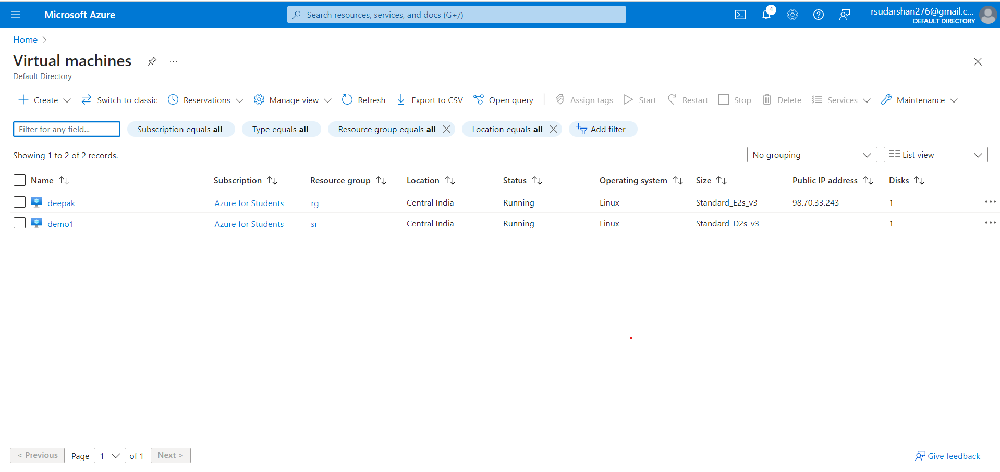 Microsoft Azure
Search resources, services, and docs (G+/)
4
rsudarshan276@gmail.c...
DEFAULT DIRECTORY
Home
Virtual machines
...
Default Directory
Create Switch to classic Reservations Manage view Refresh Export to CSV Open query Assign tags Start Restart Stop Delete Services Maintenance
Filter for any field... Subscription equals all Type equals all Resource group equals all Location equals all Add filter
Showing 1 to 2 of 2 records. No grouping List view
Name Subscription Resource group Location Status Operating system Size Public IP address Disks
deepak Azure for Students rg Central India Running Linux Standard_E2s_v3 98.70.33.243 1 ...
demo1 Azure for Students sr Central India Running Linux Standard_D2s_v3 - 1 ...
< Previous Page 1 of 1 Next > Give feedback